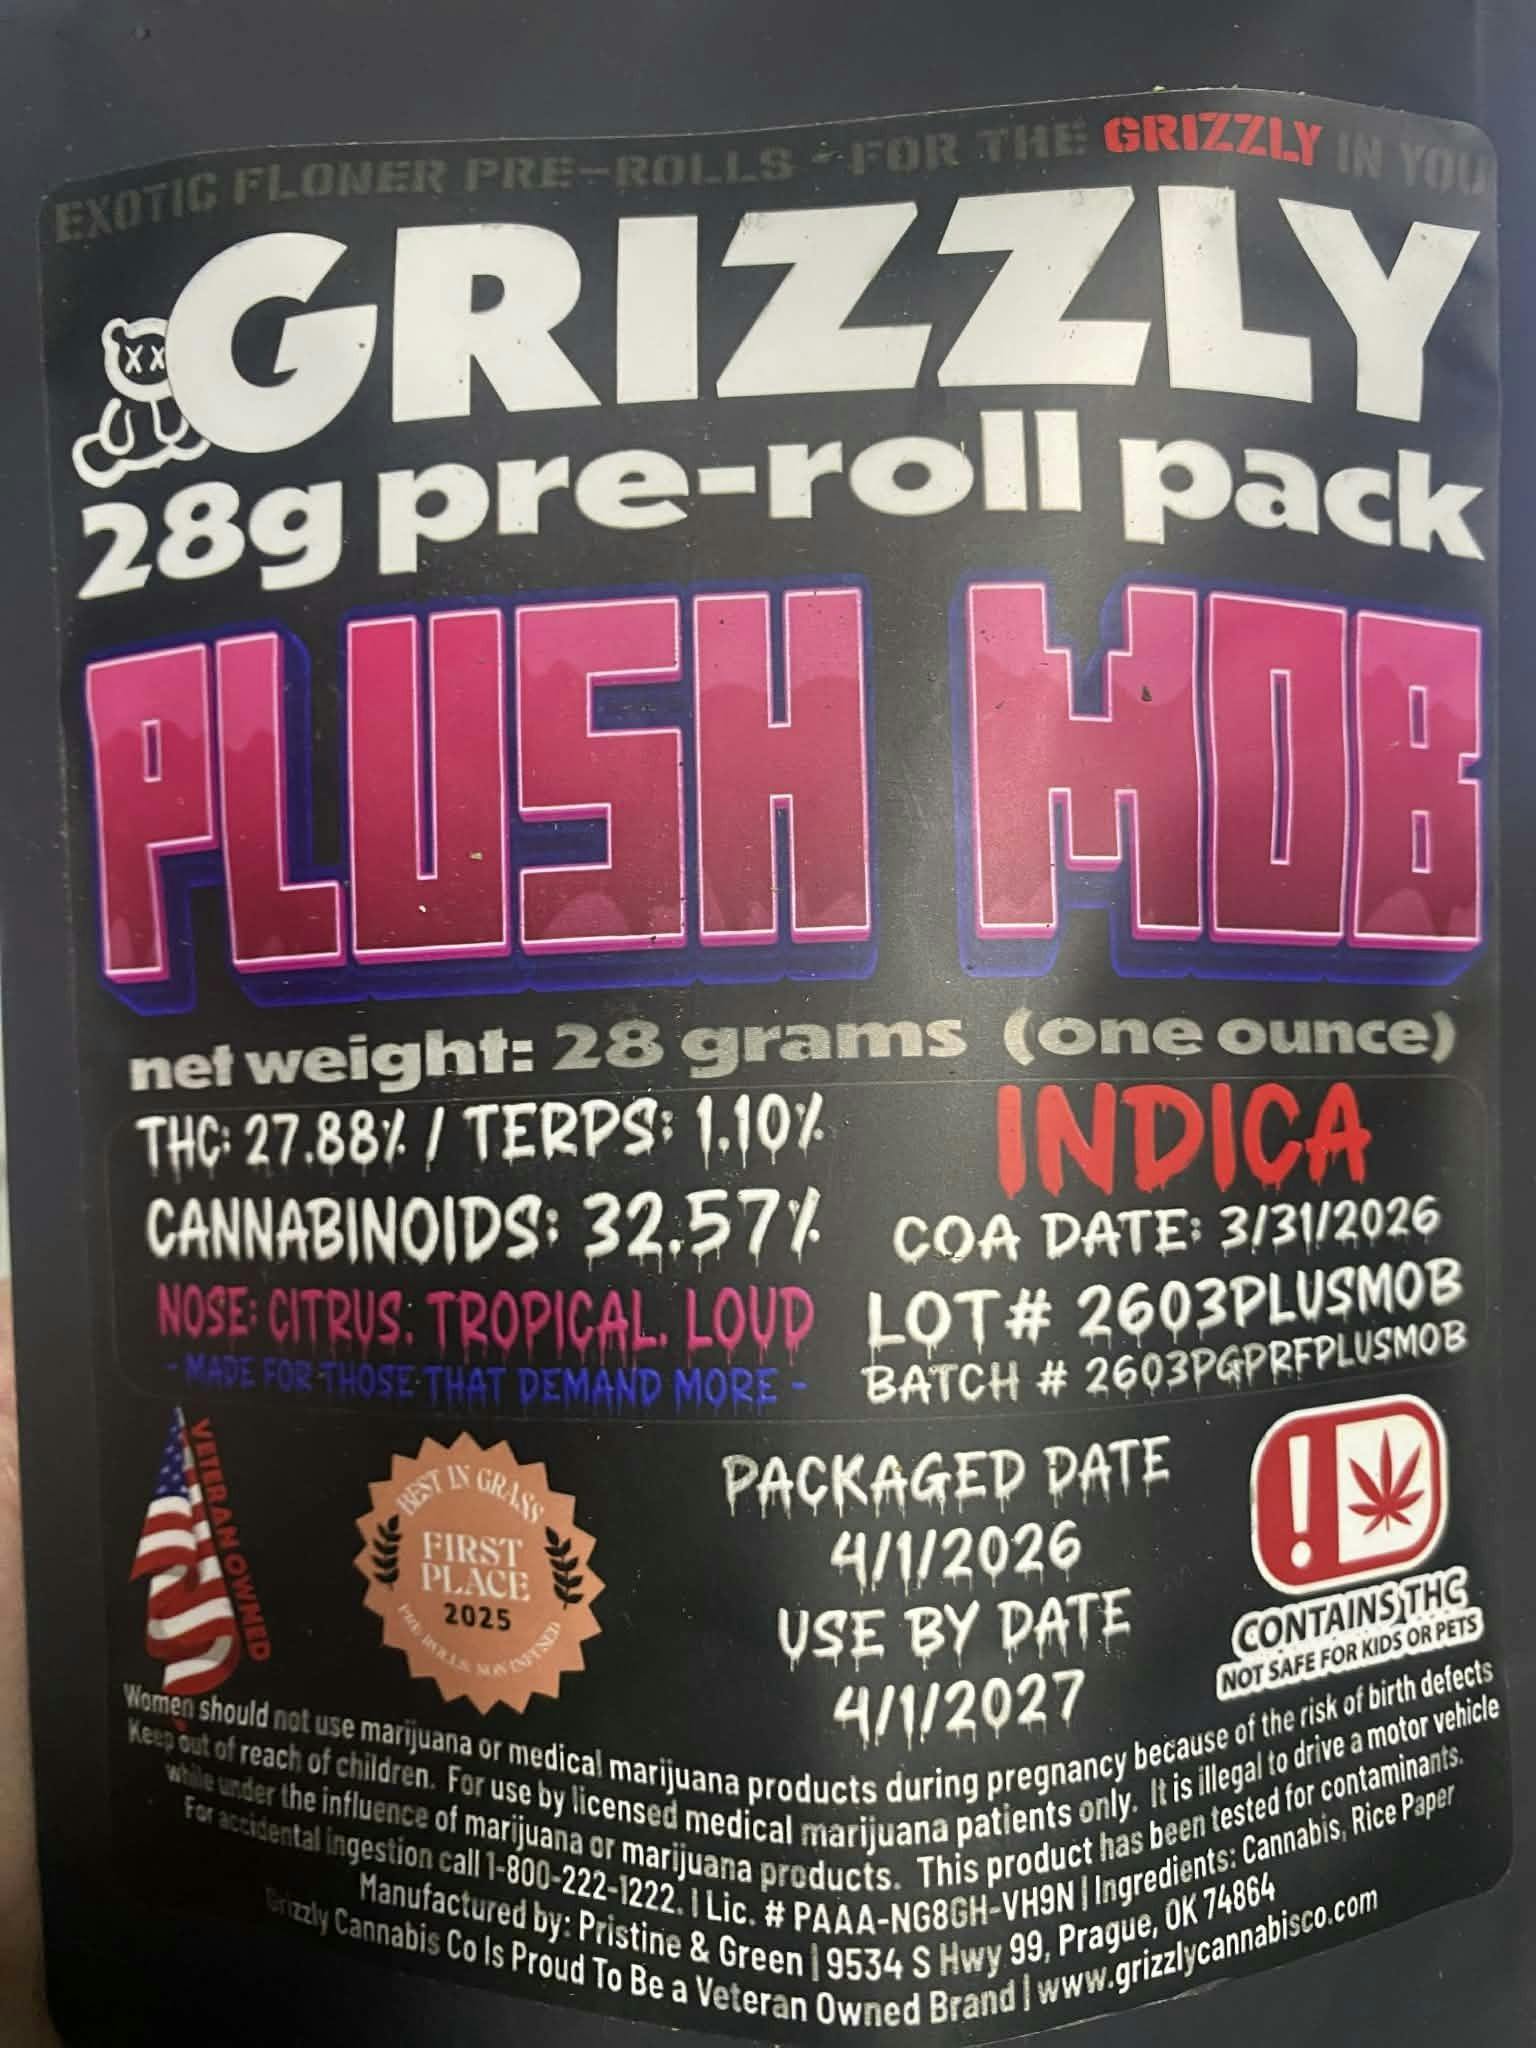 EXOTIC FLOWER PRE-ROLLS - FOR THE GRIZZLY IN YOU
GRIZZLY
28g pre-roll pack
PLUSH MOB
net weight: 28 grams (one ounce)
THC: 27.88% / TERPS: 1.10%
CANNABINOIDS: 32.57%
NOSE: CITRUS. TROPICAL. LOUD
- MADE FOR THOSE THAT DEMAND MORE -
INDICA
COA DATE: 3/31/2026
LOT# 2603PLUSMOB
BATCH # 2603PGPRFPLUSMOB
VETERAN OWNED
BEST IN GRASS
FIRST
PLACE
2025
PRE-ROLLS: NON INFUSED
PACKAGED DATE
4/1/2026
USE BY DATE
4/1/2027
!
CONTAINS THC
NOT SAFE FOR KIDS OR PETS
Women should not use marijuana or medical marijuana products during pregnancy because of the risk of birth defects
Keep out of reach of children. For use by licensed medical marijuana patients only. It is illegal to drive a motor vehicle
while under the influence of marijuana or marijuana products. This product has been tested for contaminants.
For accidental ingestion call 1-800-222-1222. | Lic. # PAAA-NG8GH-VH9N | Ingredients: Cannabis, Rice Paper
Manufactured by: Pristine & Green | 9534 S Hwy 99, Prague, OK 74864
Grizzly Cannabis Co Is Proud To Be a Veteran Owned Brand | www.grizzlycannabisco.com